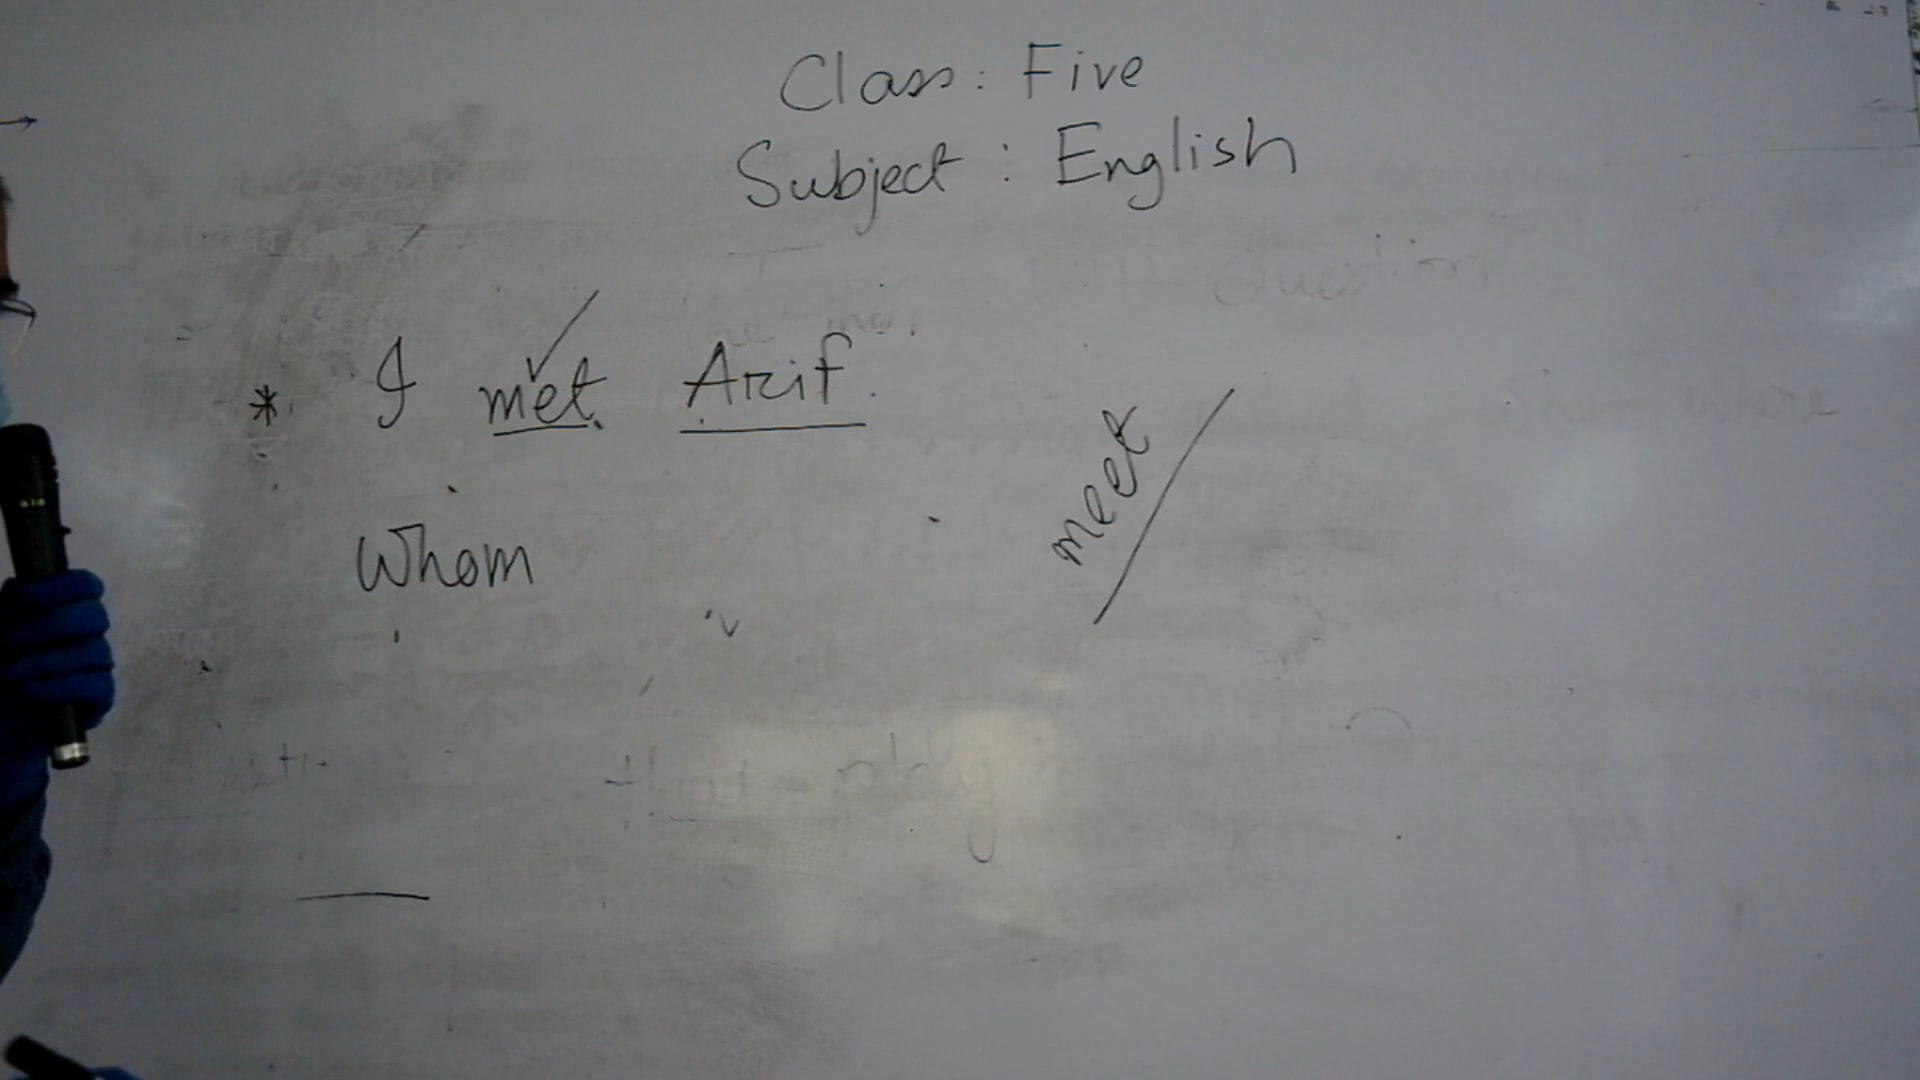 Class: Five
Subject: English
* I met Arif.
meet
Whom